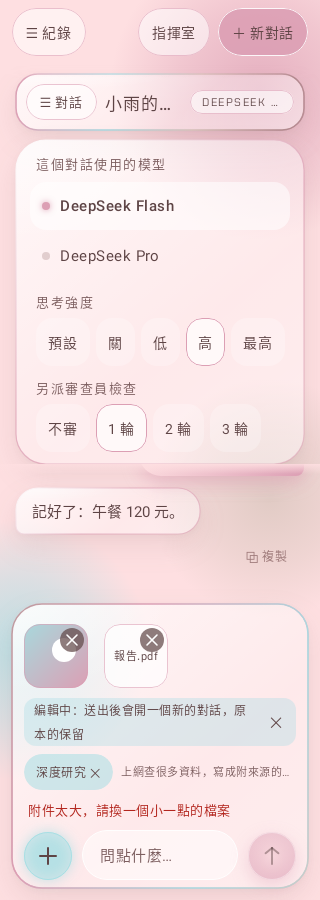 ☰ 紀錄
指揮室
＋ 新對話
☰ 對話
小雨的…
DEEPSEEK …
這個對話使用的模型
DeepSeek Flash
DeepSeek Pro
思考強度
預設
關
低
高
最高
另派審查員檢查
不審
1 輪
2 輪
3 輪
記好了：午餐 120 元。
複製
報告.pdf
編輯中：送出後會開一個新的對話，原
本的保留
深度研究
上網查很多資料，寫成附來源的…
附件太大，請換一個小一點的檔案
問點什麼…